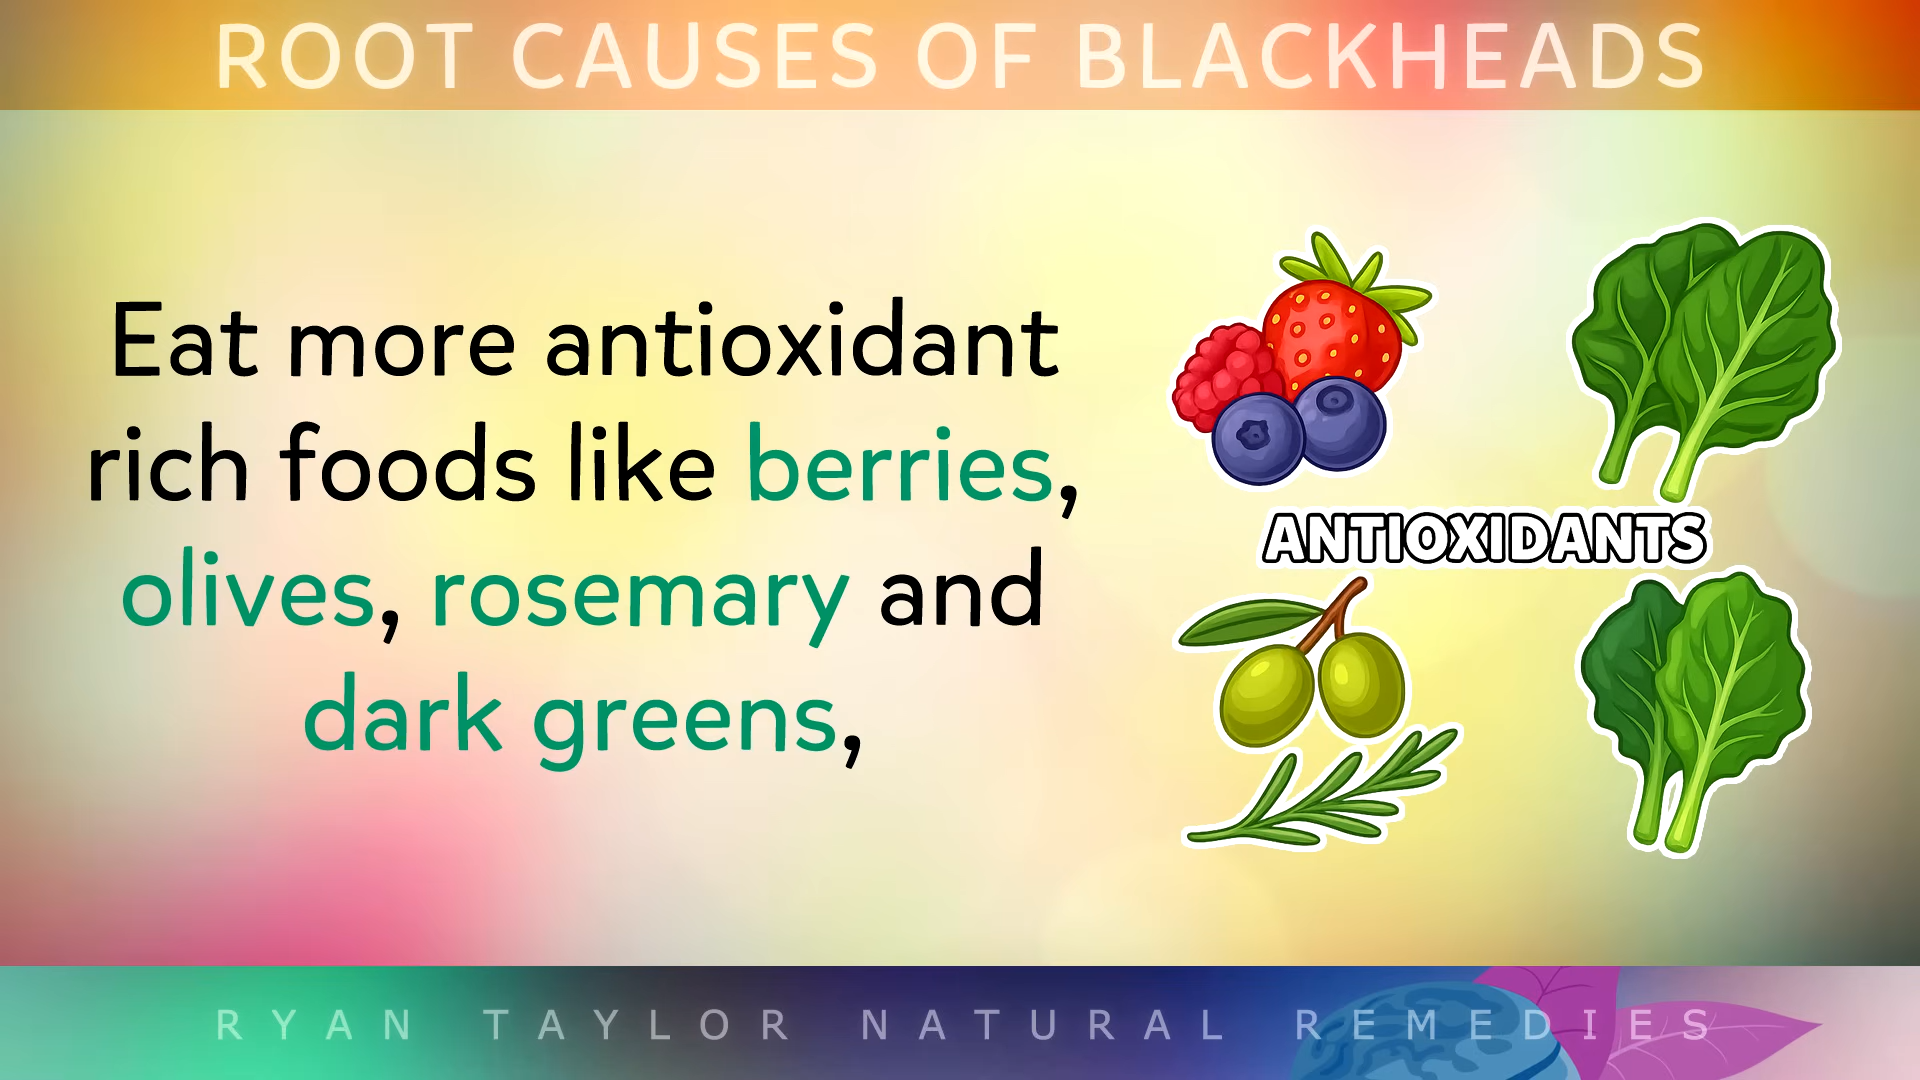 ROOT CAUSES OF BLACKHEADS
Eat more antioxidant
rich foods like berries,
olives, rosemary and
dark greens,
ANTIOXIDANTS
RYAN TAYLOR NATURAL REMEDIES